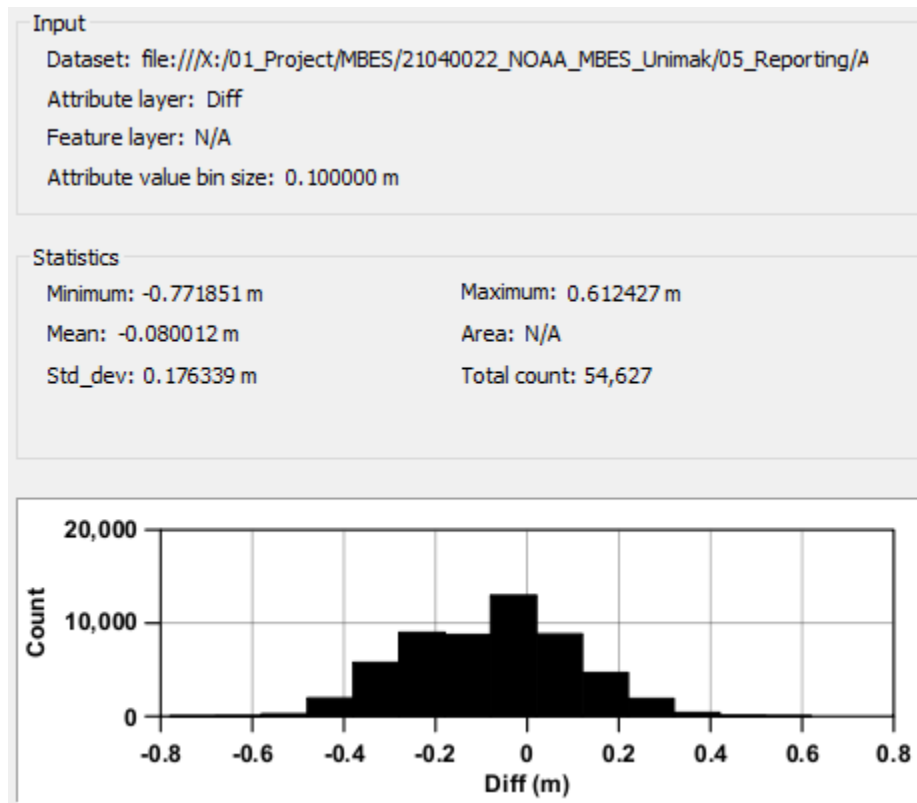 Input
Dataset: file:///X:/01_Project/MBES/21040022_NOAA_MBES_Unimak/05_Reporting/A
Attribute layer: Diff
Feature layer: N/A
Attribute value bin size: 0.100000 m
Statistics
Minimum: -0.771851 m Maximum: 0.612427 m
Mean: -0.080012 m Area: N/A
Std_dev: 0.176339 m Total count: 54,627
20,000
Count
10,000
0
-0.8 -0.6 -0.4 -0.2 0 0.2 0.4 0.6 0.8
Diff (m)